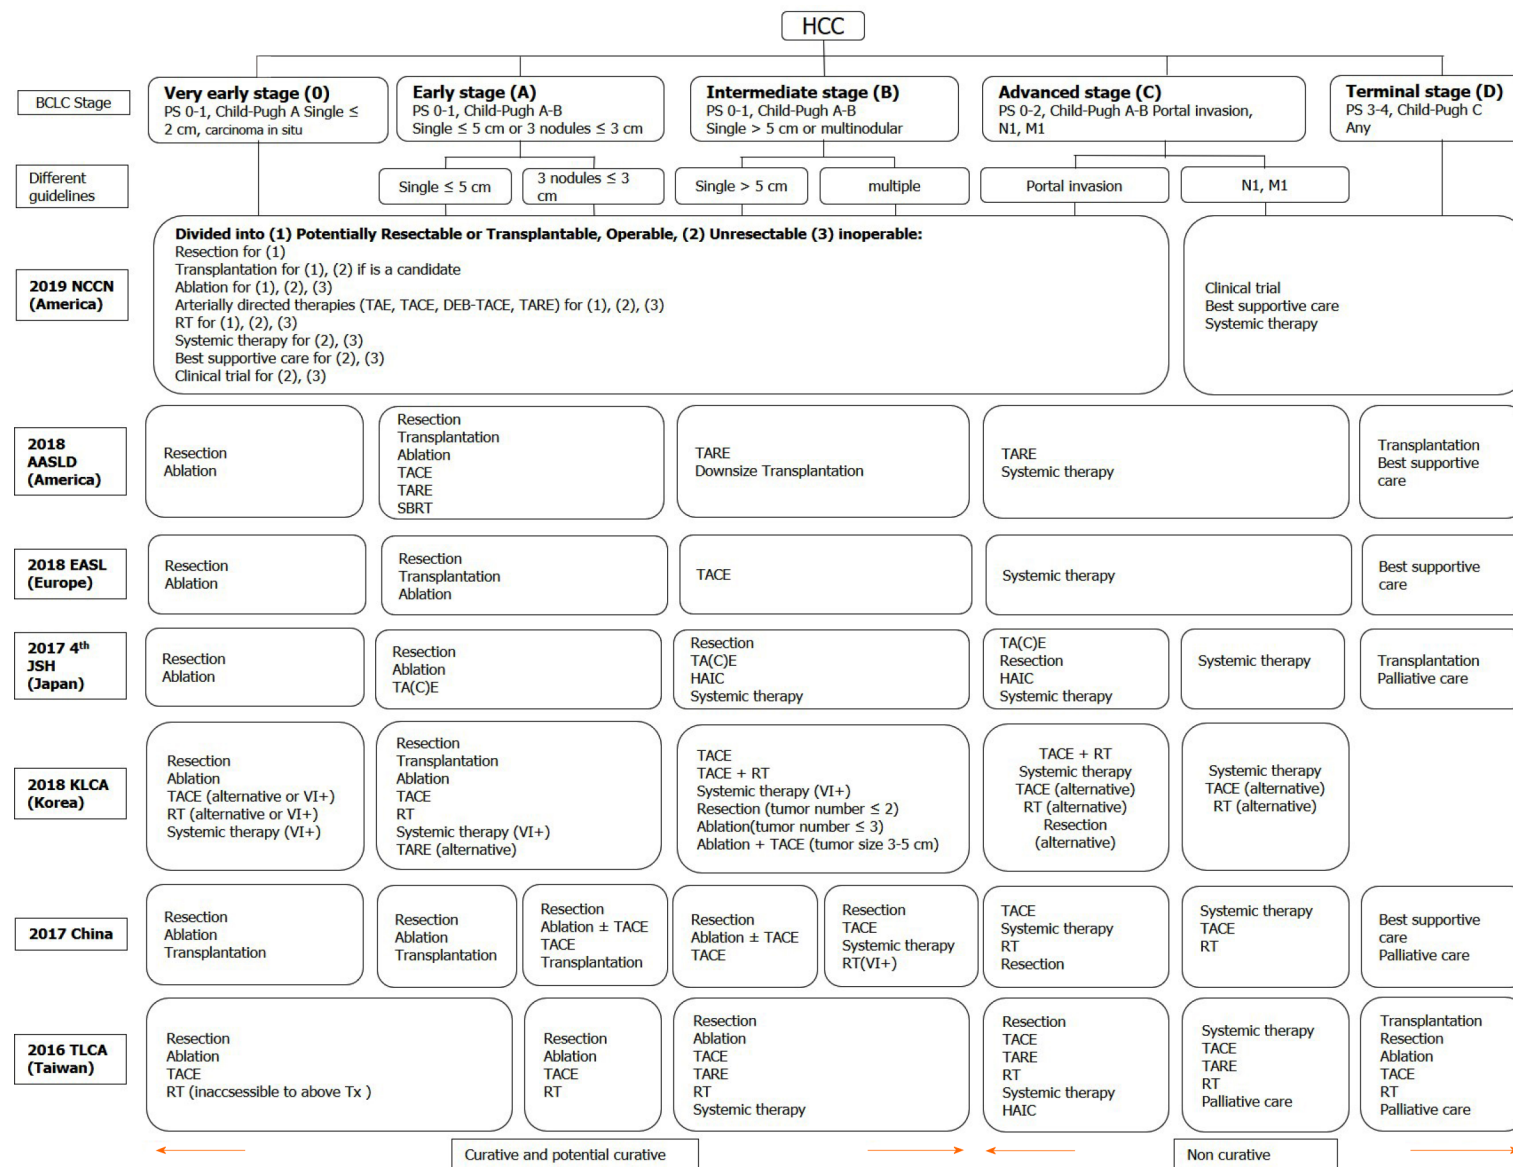 HCC
BCLC Stage
Very early stage (0)
PS 0-1, Child-Pugh A Single ≤
2 cm, carcinoma in situ
Early stage (A)
PS 0-1, Child-Pugh A-B
Single ≤ 5 cm or 3 nodules ≤ 3 cm
Intermediate stage (B)
PS 0-1, Child-Pugh A-B
Single > 5 cm or multinodular
Advanced stage (C)
PS 0-2, Child-Pugh A-B Portal invasion,
N1, M1
Terminal stage (D)
PS 3-4, Child-Pugh C
Any
Different
guidelines
Single ≤ 5 cm
3 nodules ≤ 3
cm
Single > 5 cm
multiple
Portal invasion
N1, M1
2019 NCCN
(America)
Divided into (1) Potentially Resectable or Transplantable, Operable, (2) Unresectable (3) inoperable:
Resection for (1)
Transplantation for (1), (2) if is a candidate
Ablation for (1), (2), (3)
Arterially directed therapies (TAE, TACE, DEB-TACE, TARE) for (1), (2), (3)
RT for (1), (2), (3)
Systemic therapy for (2), (3)
Best supportive care for (2), (3)
Clinical trial for (2), (3)
Clinical trial
Best supportive care
Systemic therapy
2018
AASLD
(America)
Resection
Ablation
Resection
Transplantation
Ablation
TACE
TARE
SBRT
TARE
Downsize Transplantation
TARE
Systemic therapy
Transplantation
Best supportive
care
2018 EASL
(Europe)
Resection
Ablation
Resection
Transplantation
Ablation
TACE
Systemic therapy
Best supportive
care
2017 4th
JSH
(Japan)
Resection
Ablation
Resection
Ablation
TA(C)E
Resection
TA(C)E
HAIC
Systemic therapy
TA(C)E
Resection
HAIC
Systemic therapy
Systemic therapy
Transplantation
Palliative care
2018 KLCA
(Korea)
Resection
Ablation
TACE (alternative or VI+)
RT (alternative or VI+)
Systemic therapy (VI+)
Resection
Transplantation
Ablation
TACE
RT
Systemic therapy (VI+)
TARE (alternative)
TACE
TACE + RT
Systemic therapy (VI+)
Resection (tumor number ≤ 2)
Ablation(tumor number ≤ 3)
Ablation + TACE (tumor size 3-5 cm)
TACE + RT
Systemic therapy
TACE (alternative)
RT (alternative)
Resection
(alternative)
Systemic therapy
TACE (alternative)
RT (alternative)
2017 China
Resection
Ablation
Transplantation
Resection
Ablation
Transplantation
Resection
Ablation ± TACE
TACE
Transplantation
Resection
Ablation ± TACE
TACE
Resection
TACE
Systemic therapy
RT(VI+)
TACE
Systemic therapy
RT
Resection
Systemic therapy
TACE
RT
Best supportive
care
Palliative care
2016 TLCA
(Taiwan)
Resection
Ablation
TACE
RT (inaccsessible to above Tx )
Resection
Ablation
TACE
RT
Resection
Ablation
TACE
TARE
RT
Systemic therapy
Resection
TACE
TARE
RT
Systemic therapy
HAIC
Systemic therapy
TACE
TARE
RT
Palliative care
Transplantation
Resection
Ablation
TACE
RT
Palliative care
Curative and potential curative
Non curative